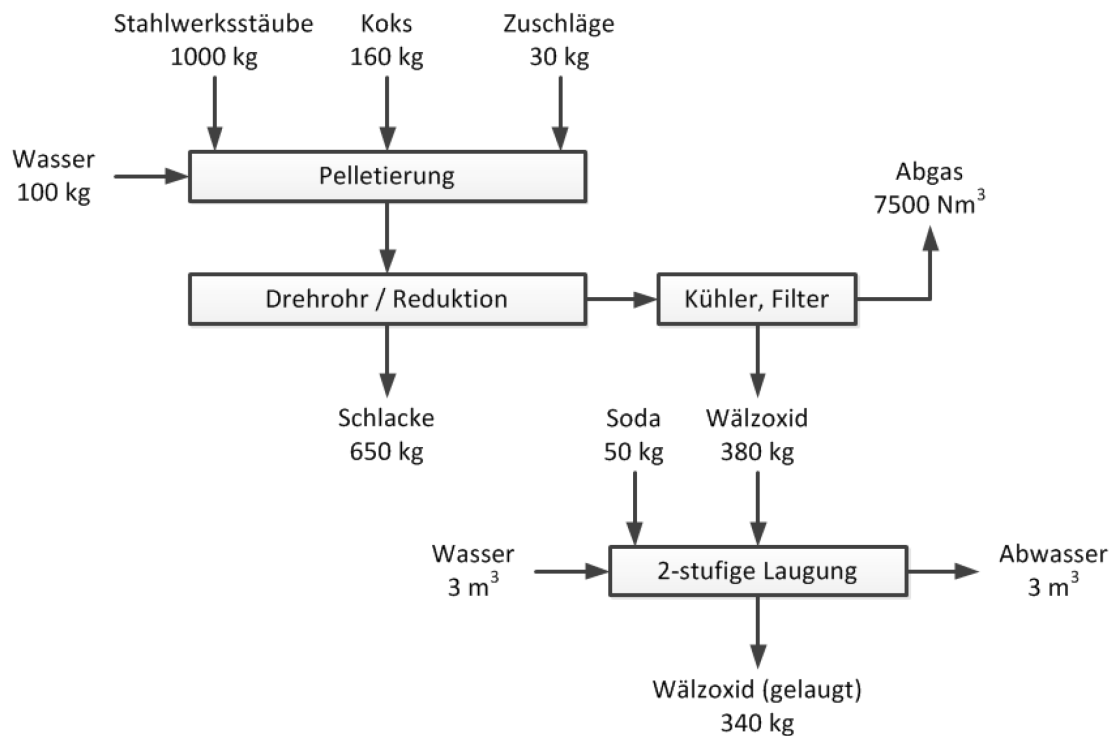 Stahlwerksstäube
1000 kg
Koks
160 kg
Zuschläge
30 kg
Wasser
100 kg
Pelletierung
Abgas
7500 Nm³
Drehrohr / Reduktion
Kühler, Filter
Schlacke
650 kg
Soda
50 kg
Wälzoxid
380 kg
Wasser
3 m³
2-stufige Laugung
Abwasser
3 m³
Wälzoxid (gelaugt)
340 kg